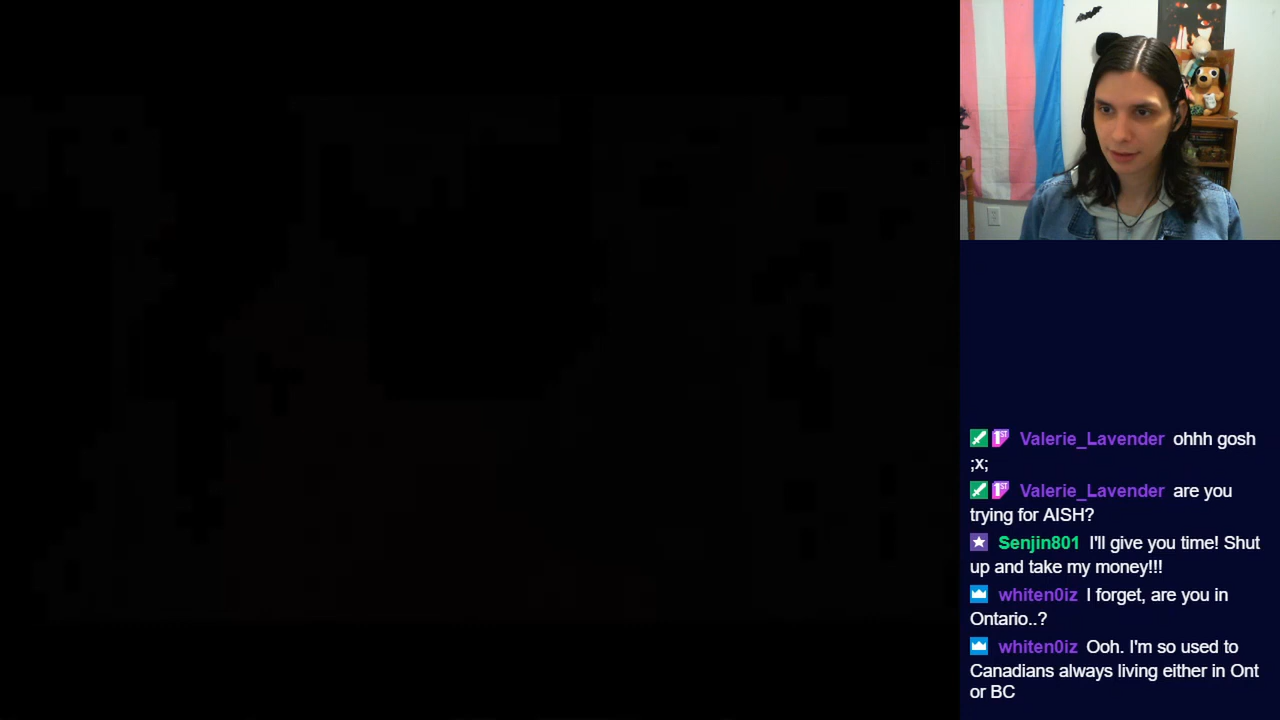 Valerie_Lavender ohhh gosh
;x;
Valerie_Lavender are you
trying for AISH?
Senjin801 I'll give you time! Shut
up and take my money!!!
whiten0iz I forget, are you in
Ontario..?
whiten0iz Ooh. I'm so used to
Canadians always living either in Ont
or BC